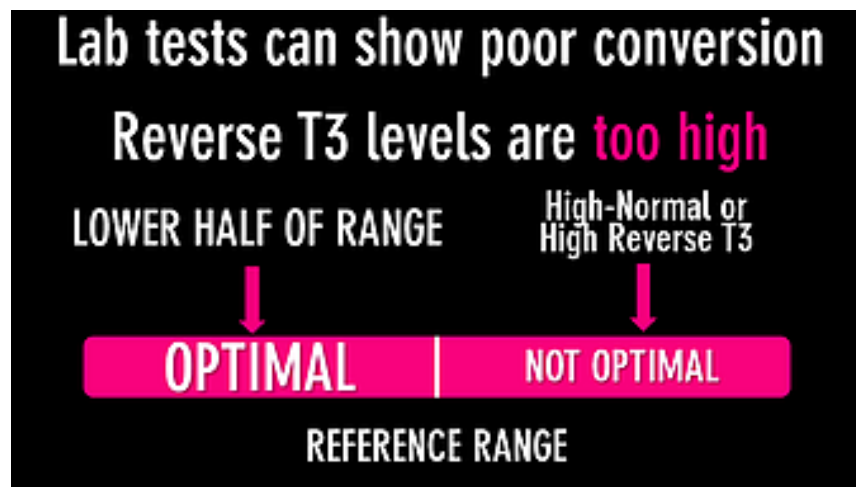 Lab tests can show poor conversion
Reverse T3 levels are too high
LOWER HALF OF RANGE
High-Normal or
High Reverse T3
OPTIMAL
NOT OPTIMAL
REFERENCE RANGE